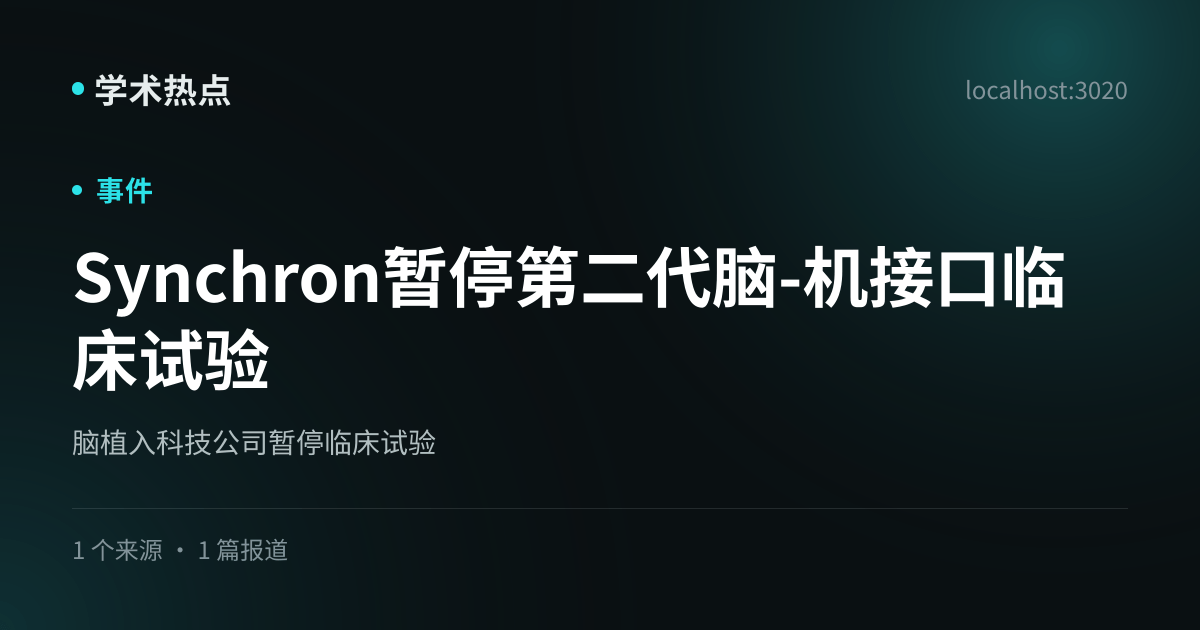 学术热点
localhost:3020
事件
Synchron暂停第二代脑-机接口临
床试验
脑植入科技公司暂停临床试验
1 个来源 · 1 篇报道